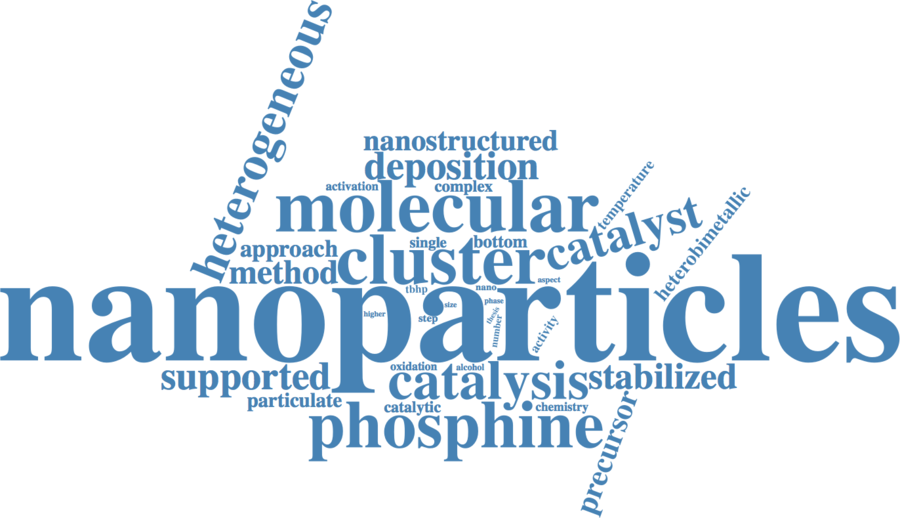 heterogeneous
nanostructured
deposition
activation
complex
molecular
temperature
catalyst
heterobimetallic
approach
single
bottom
cluster
method
aspect
tbhp
nano
nanoparticles
phase
size
higher
step
thesis
number
activity
oxidation
alcohol
supported
catalysis
stabilized
particulate
catalytic
chemistry
phosphine
precursor